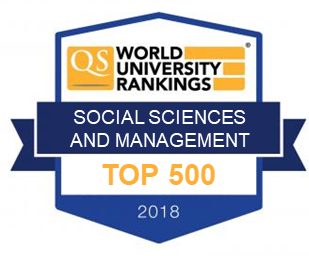 QS WORLD
UNIVERSITY
RANKINGS®
SOCIAL SCIENCES
AND MANAGEMENT
TOP 500
2018